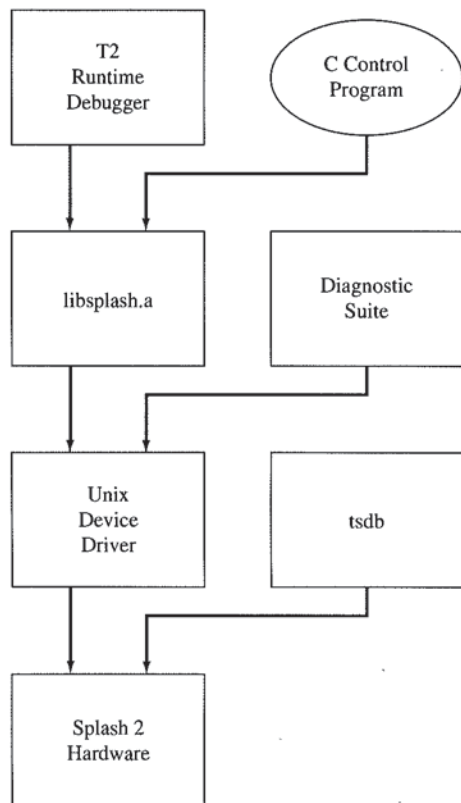 T2
Runtime
Debugger
C Control
Program
libsplash.a
Diagnostic
Suite
Unix
Device
Driver
tsdb
Splash 2
Hardware